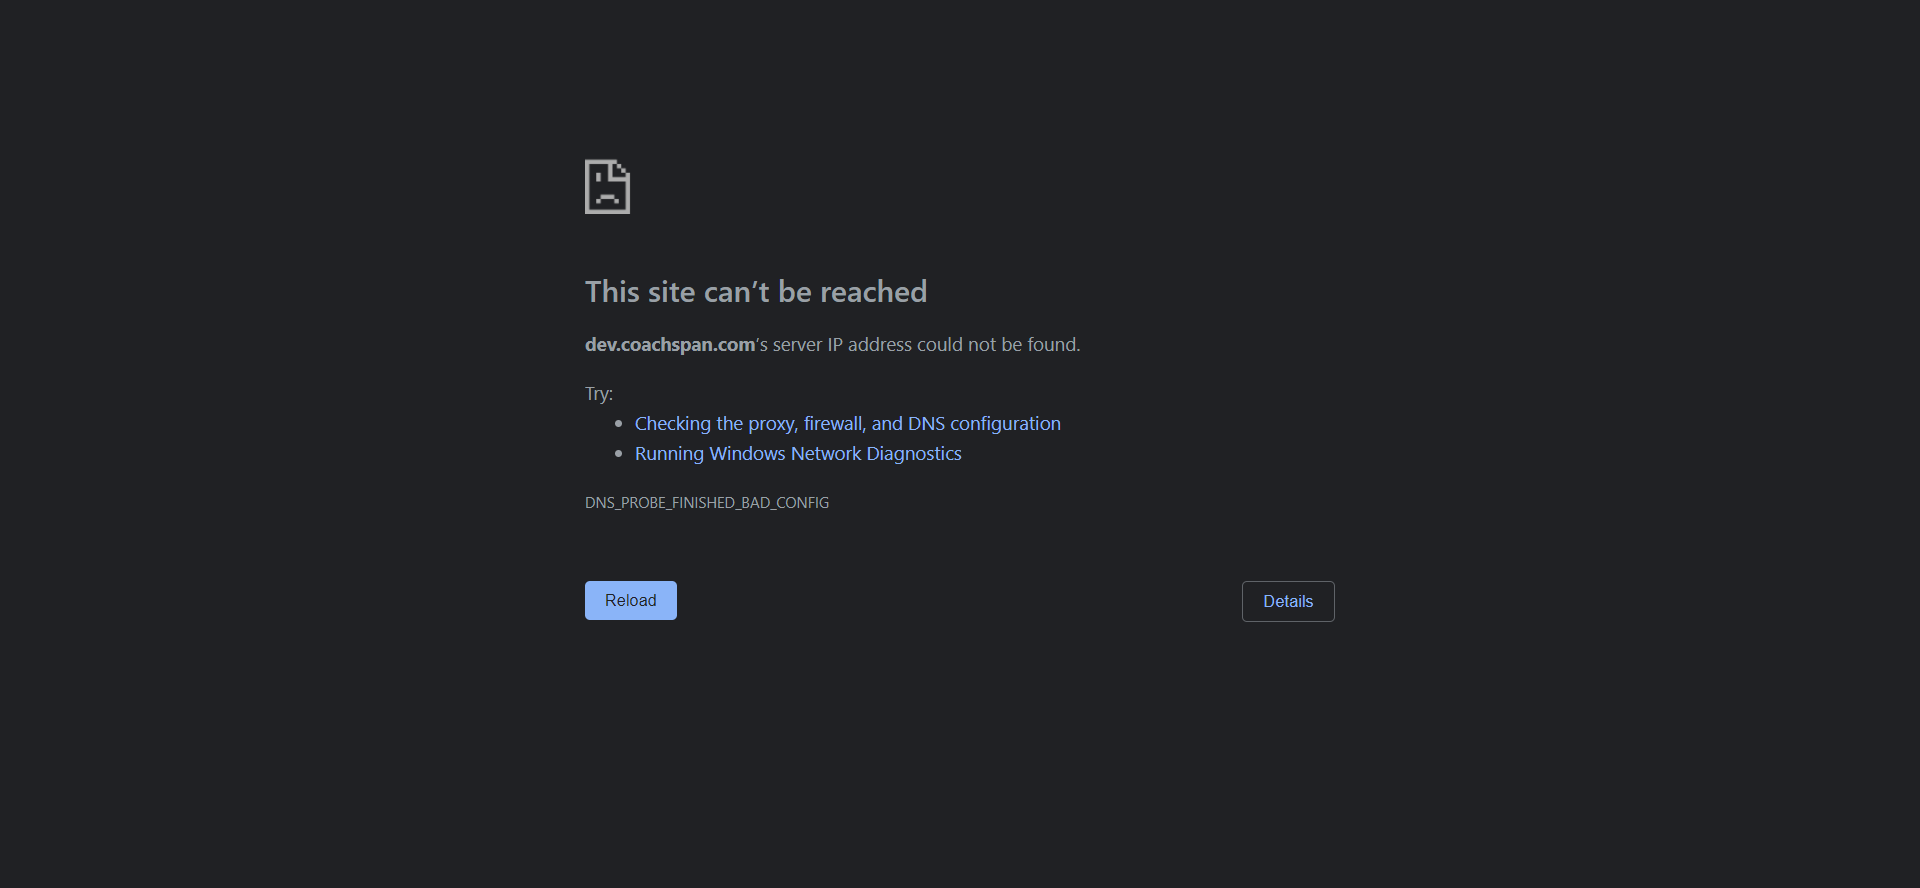 This site can’t be reached
dev.coachspan.com’s server IP address could not be found.
Try:
Checking the proxy, firewall, and DNS configuration
Running Windows Network Diagnostics
DNS_PROBE_FINISHED_BAD_CONFIG
Reload
Details